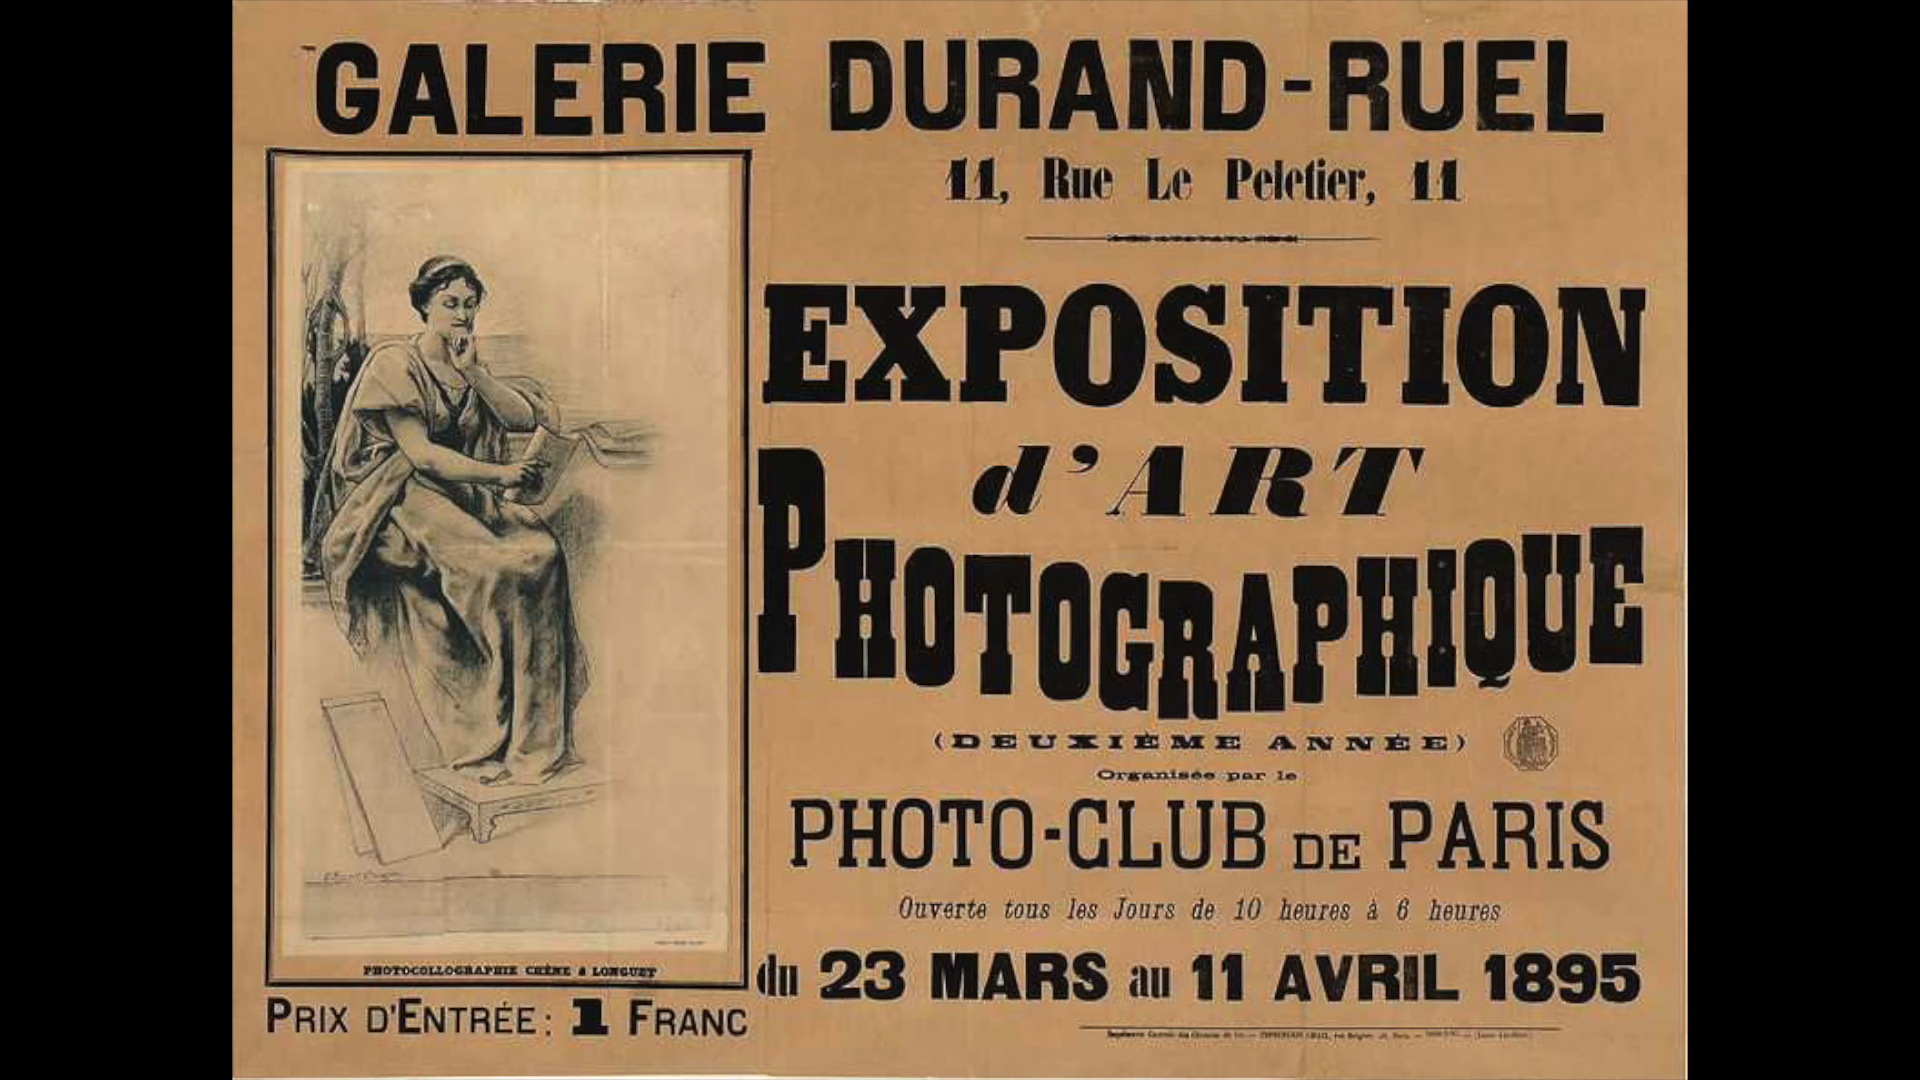 GALERIE DURAND-RUEL
11, Rue Le Peletier, 11
EXPOSITION
d'ART
PHOTOGRAPHIQUE
(DEUXIÈME ANNÉE)
Organisée par le
PHOTO-CLUB DE PARIS
Ouverte tous les Jours de 10 heures à 6 heures
du 23 MARS au 11 AVRIL 1895
PHOTOCOLLOGRAPHIE CHÊNE & LONGUET
PRIX D'ENTRÉE: 1 FRANC